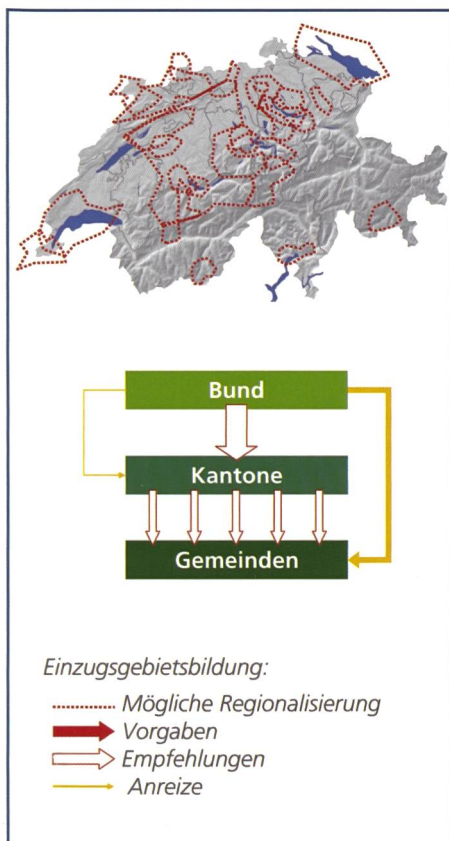 Bund
Kantone
Gemeinden
Einzugsgebietsbildung:
Mögliche Regionalisierung
Vorgaben
Empfehlungen
Anreize